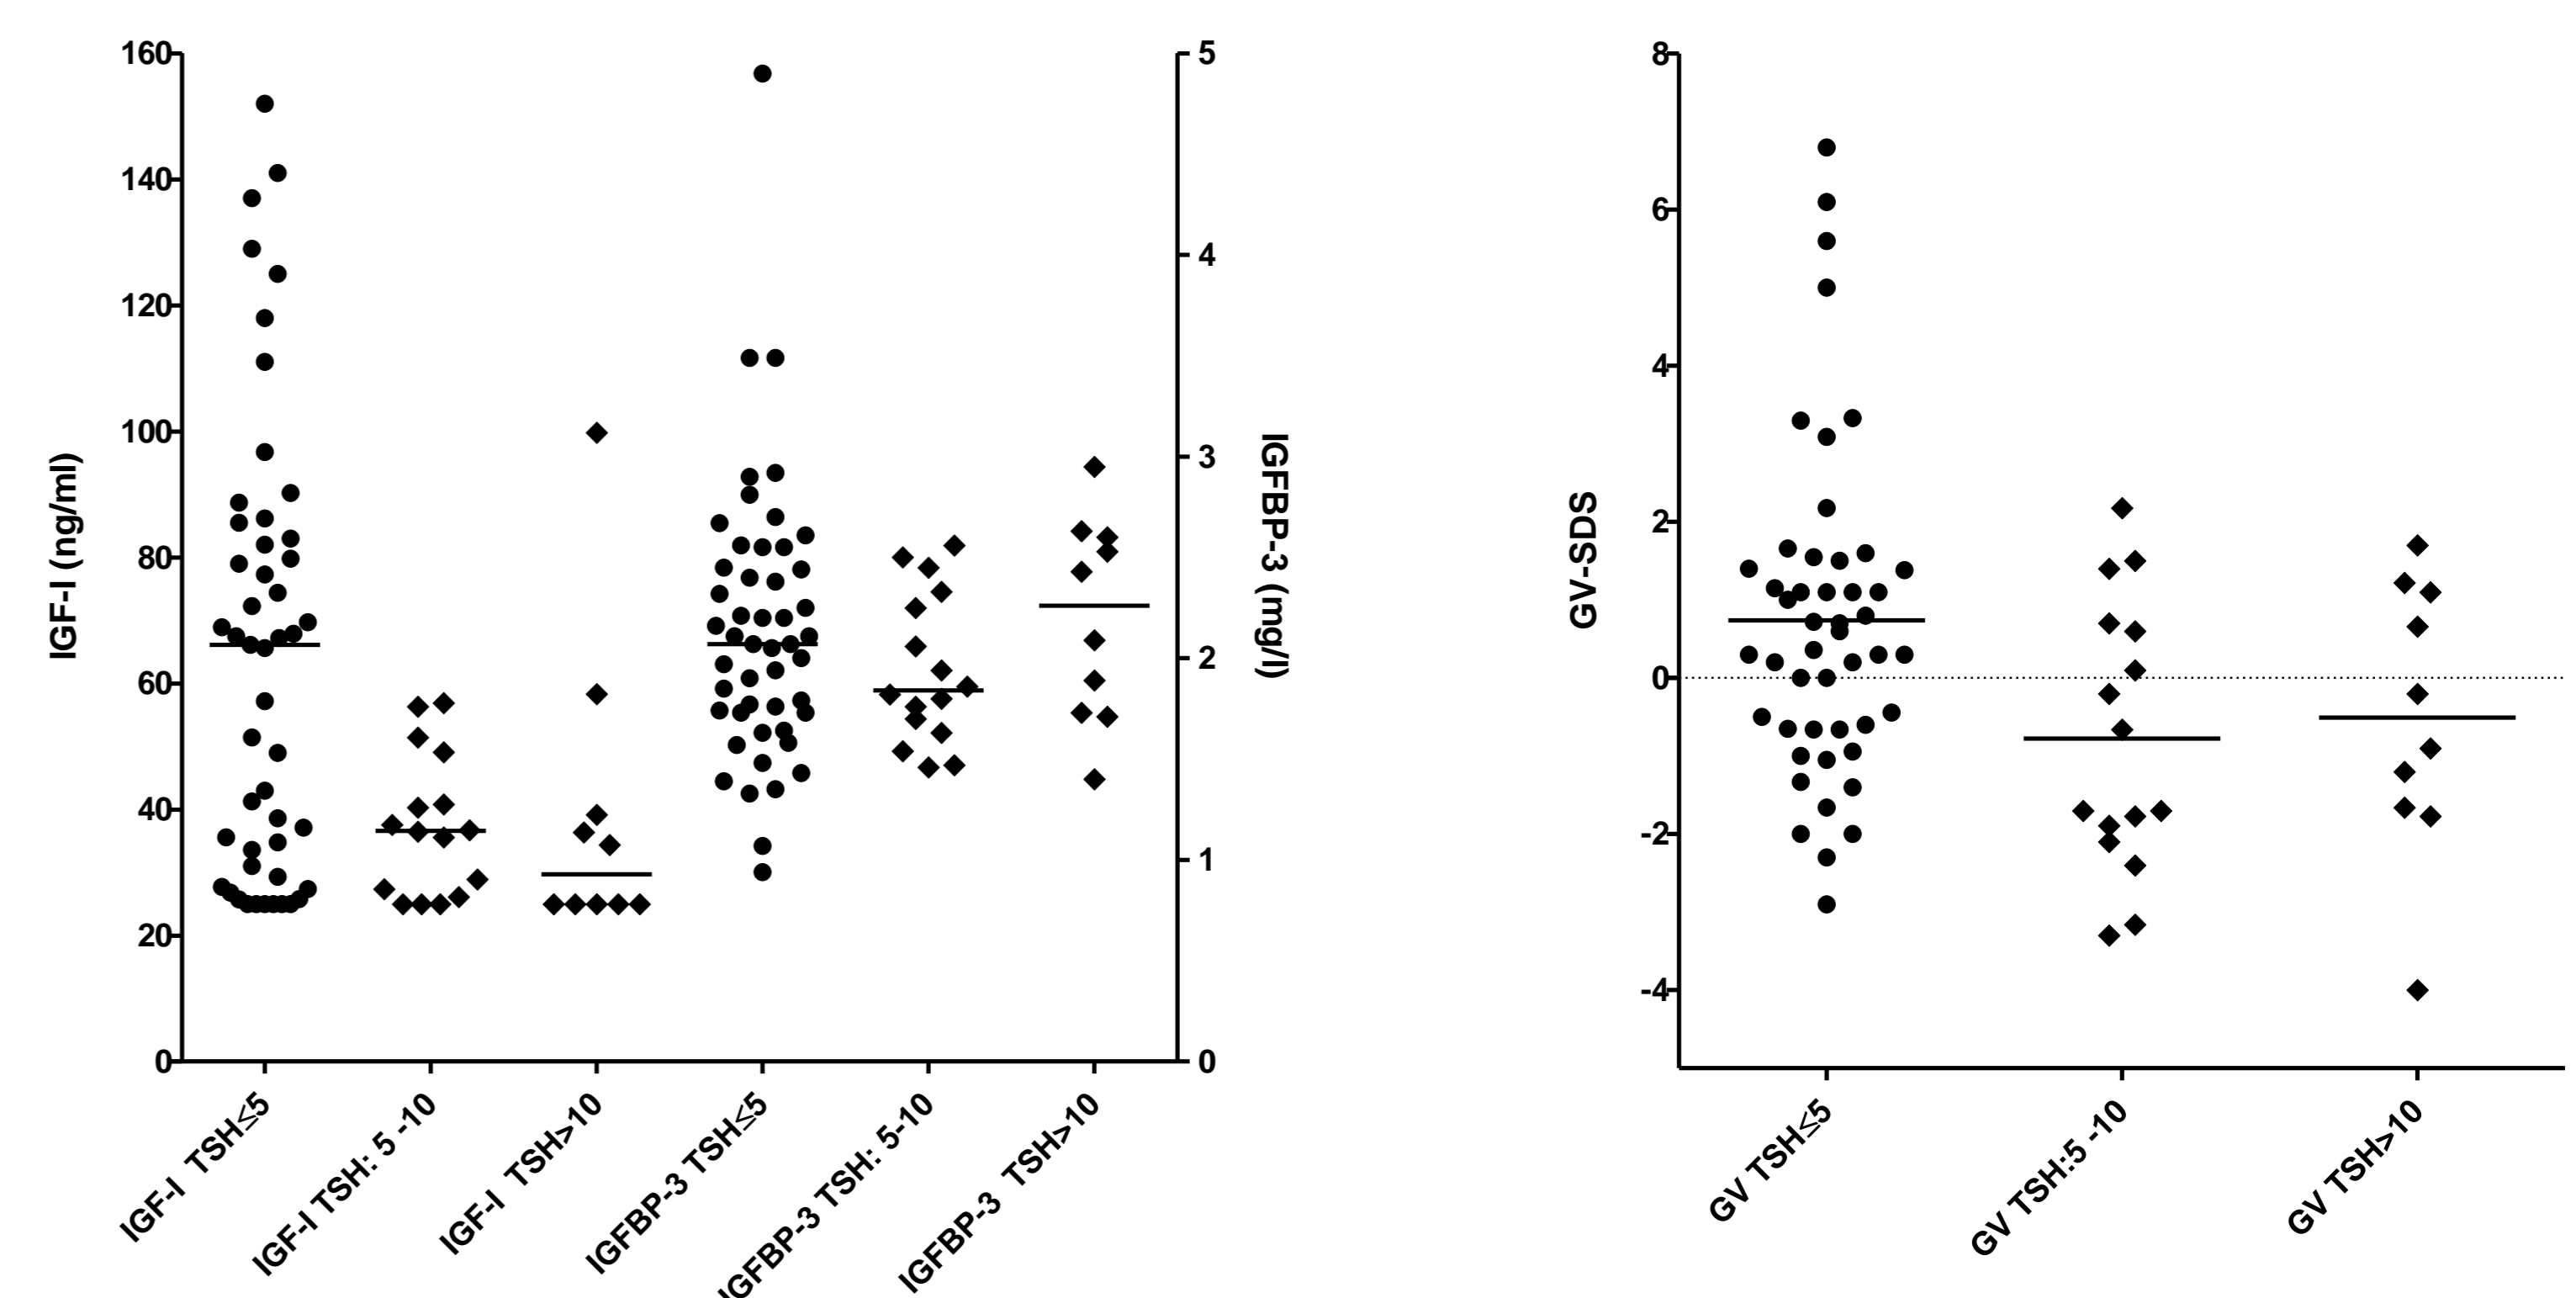 160
140
120
100
80
60
40
20
0
IGF-I (ng/ml)
5
4
3
2
1
0
IGFBP-3 (mg/l)
IGF-I TSH≤5
IGF-I TSH: 5 -10
IGF-I TSH>10
IGFBP-3 TSH≤5
IGFBP-3 TSH: 5-10
IGFBP-3 TSH>10
8
6
4
2
0
-2
-4
GV-SDS
GV TSH≤5
GV TSH:5 -10
GV TSH>10